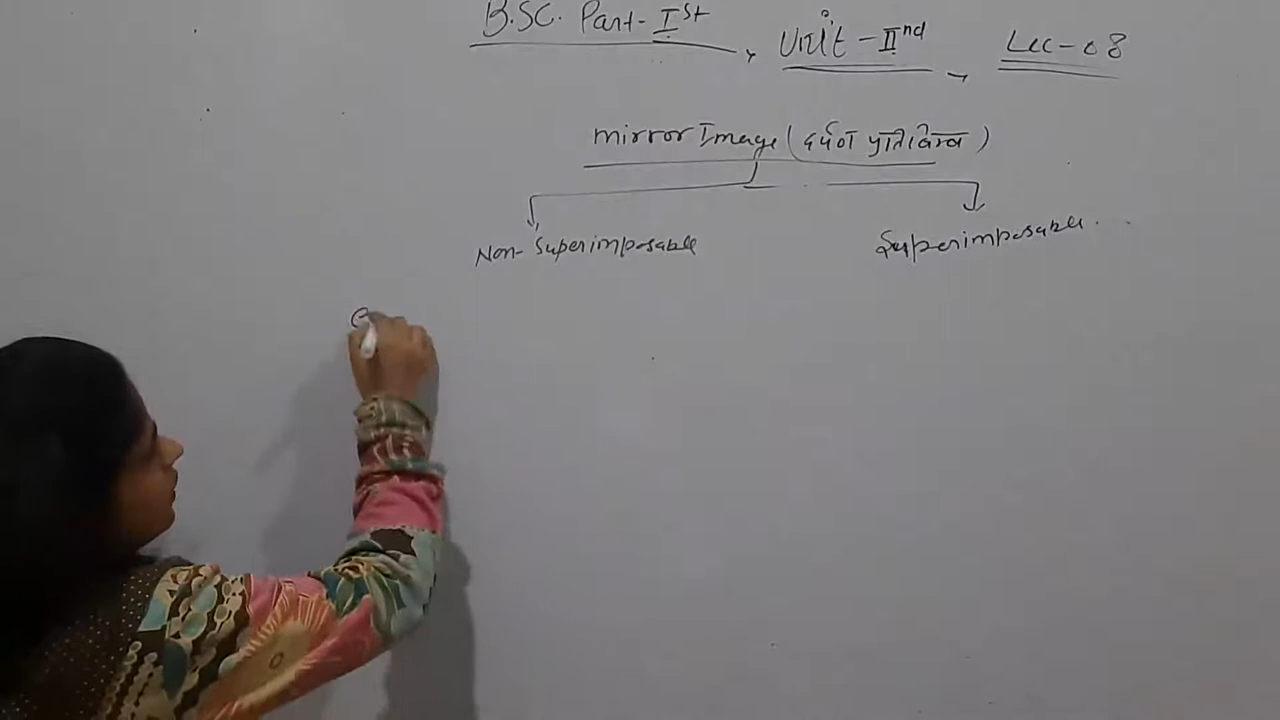 B.SC. Part-Ist, Unit-IInd, Lec-08
mirror Image (दर्पण प्रतिबिम्ब)
Non-Superimposable Superimposable.